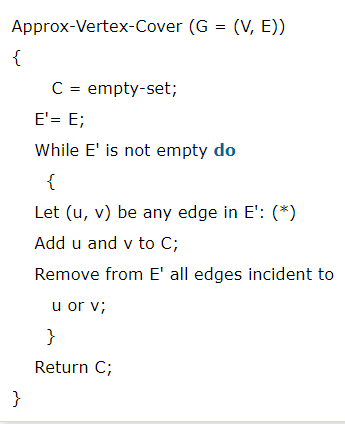 Approx-Vertex-Cover (G = (V, E))
{
C = empty-set;
E'= E;
While E' is not empty do
{
Let (u, v) be any edge in E': (*)
Add u and v to C;
Remove from E' all edges incident to
u or v;
}
Return C;
}